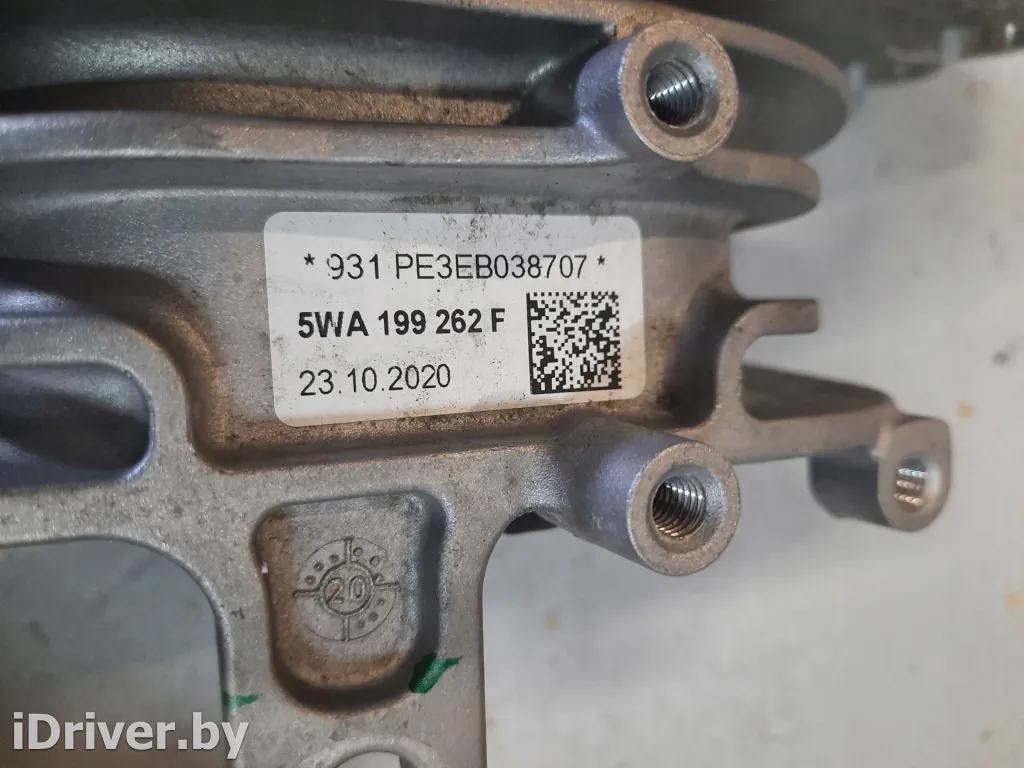 * 931 PE3EB038707 *
5WA 199 262 F
23.10.2020
20
iDriver.by